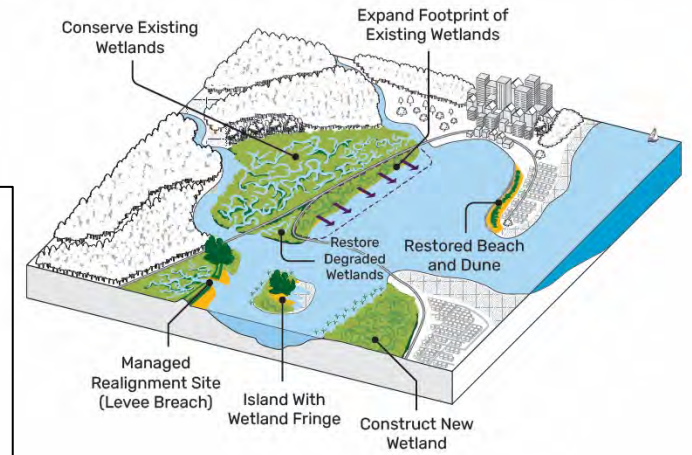 Conserve Existing
Wetlands
Expand Footprint of
Existing Wetlands
Restore
Degraded
Wetlands
Restored Beach
and Dune
Managed
Realignment Site
(Levee Breach)
Island With
Wetland Fringe
Construct New
Wetland